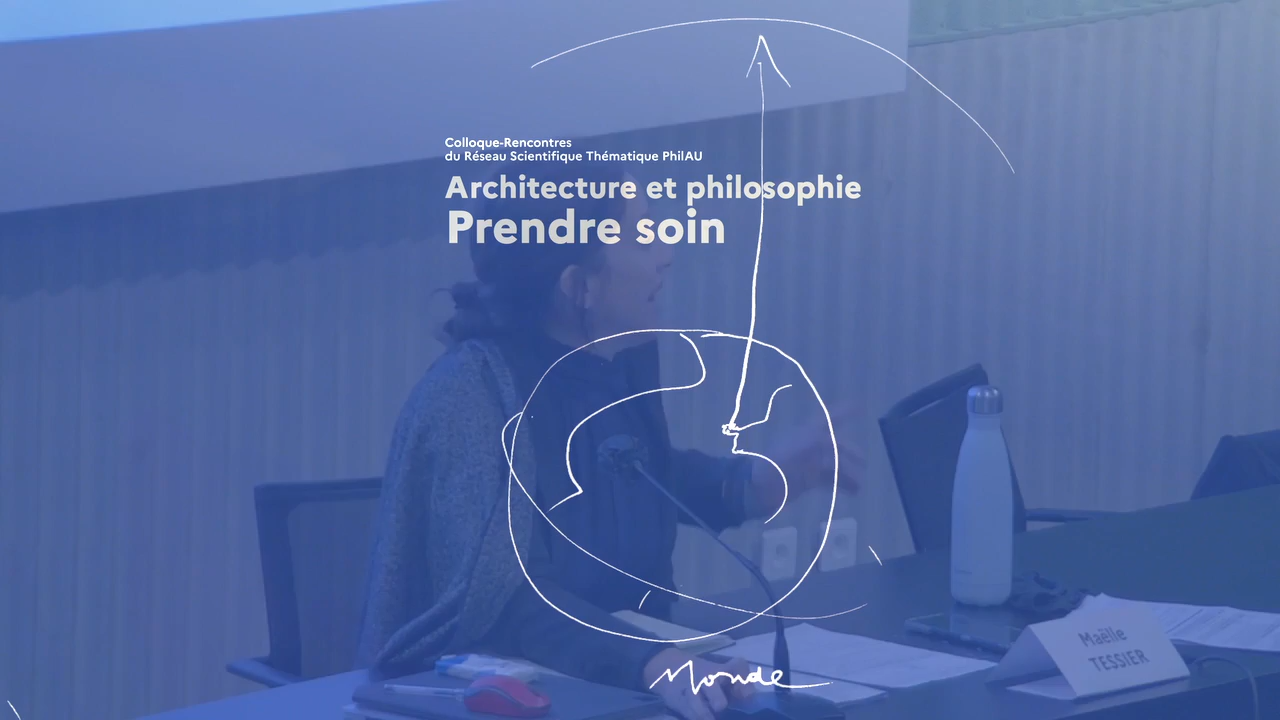 Colloque-Rencontres
du Réseau Scientifique Thématique PhilAU
Architecture et philosophie
Prendre soin
Maëlle
TESSIER
Monde